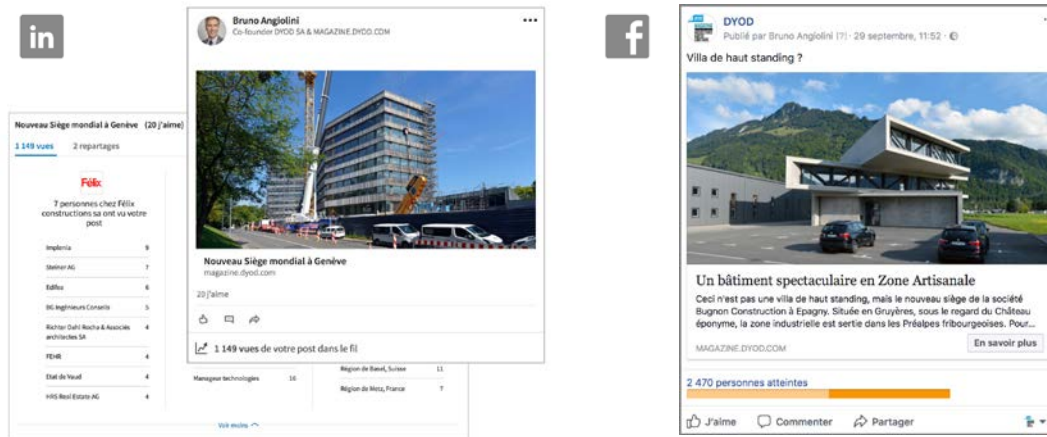 in
Bruno Angiolini
Co-founder DYOD SA & MAGAZINE.DYOD.COM
Nouveau Siège mondial à Genève
magazine.dyod.com
20 j'aime
1 149 vues de votre post dans le fil
Nouveau Siège mondial à Genève (20 j'aime)
1 149 vues
2 repartages
Félix
7 personnes chez Félix
constructions sa ont vu votre
post
Implenia 9
Steiner AG 7
Edifea 6
BG Ingénieurs Conseils 5
Richter Dahl Rocha & Associés
architectes SA 4
FEHR 4
Etat de Vaud 4
HRS Real Estate AG 4
Manageur technologies 16
Région de Basel, Suisse 11
Région de Metz, France 7
Voir moins
f
DYOD
Publié par Bruno Angiolini [?] · 29 septembre, 11:52 ·
Villa de haut standing ?
Un bâtiment spectaculaire en Zone Artisanale
Ceci n'est pas une villa de haut standing, mais le nouveau siège de la société
Bugnon Construction à Epagny. Située en Gruyères, sous le regard du Château
éponyme, la zone industrielle est sertie dans les Préalpes fribourgeoises. Pour...
MAGAZINE.DYOD.COM
En savoir plus
2 470 personnes atteintes
J'aime
Commenter
Partager